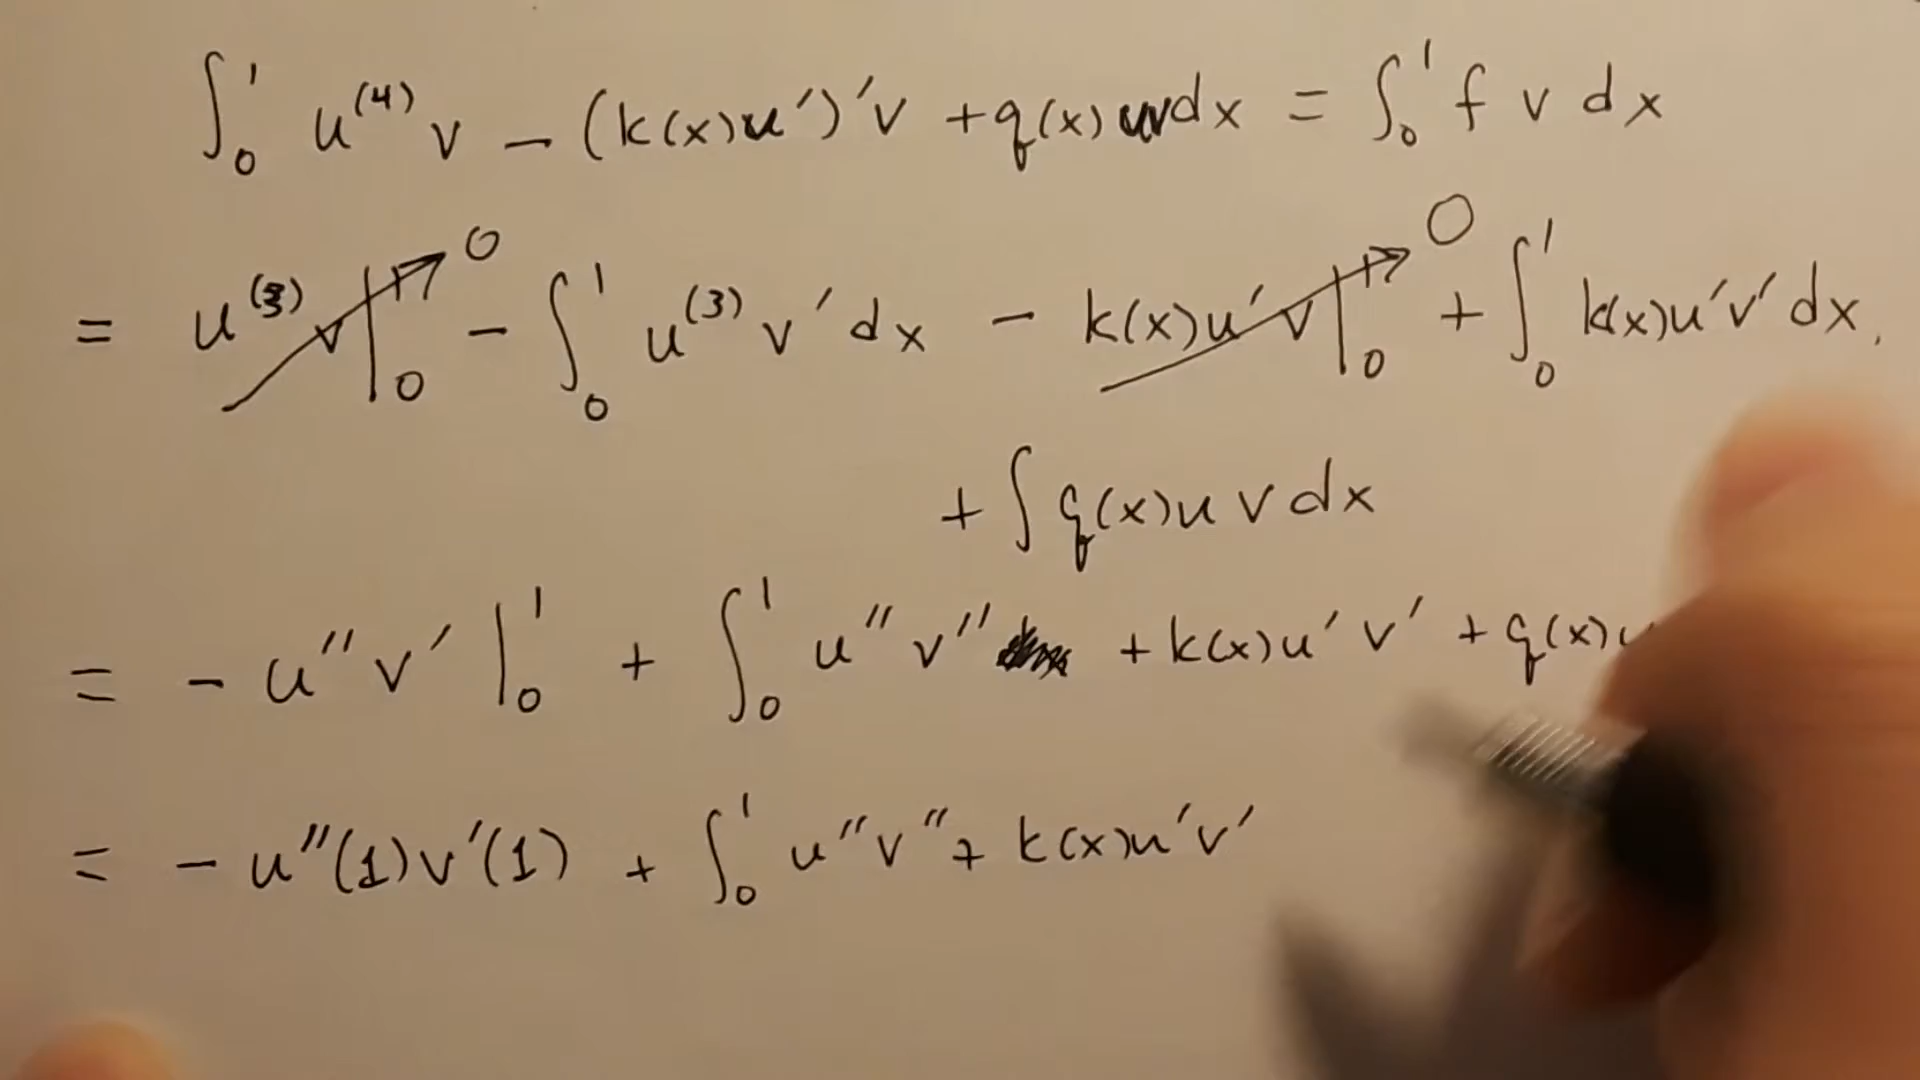 ∫₀¹ u⁽⁴⁾ v − (k(x)u′)′v + q(x) uv dx = ∫₀¹ f v dx
= u⁽³⁾ v |₀¹ → 0 − ∫₀¹ u⁽³⁾ v′ dx − k(x)u′v |₀¹ → 0 + ∫₀¹ k(x)u′v′ dx
+ ∫ q(x)u v dx
= − u″ v′ |₀¹ + ∫₀¹ u″ v″ + k(x)u′ v′ + q(x)
= − u″(1)v′(1) + ∫₀¹ u″v″ + k(x)u′v′